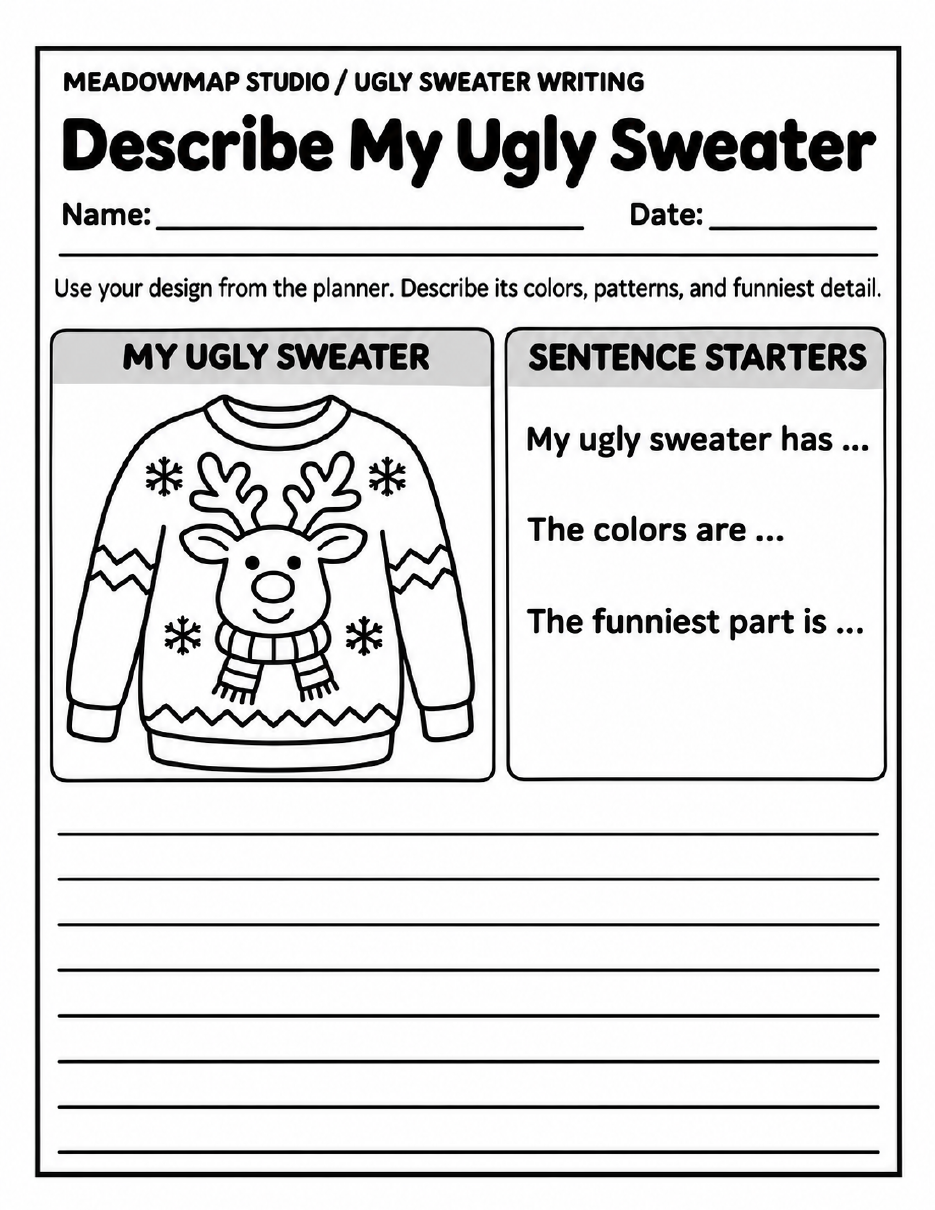 MEADOWMAP STUDIO / UGLY SWEATER WRITING
Describe My Ugly Sweater
Name: Date:
Use your design from the planner. Describe its colors, patterns, and funniest detail.
MY UGLY SWEATER
SENTENCE STARTERS
My ugly sweater has ...
The colors are ...
The funniest part is ...